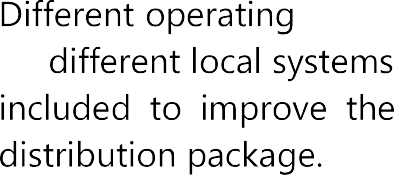 Different operating
different local systems
included to improve the
distribution package.